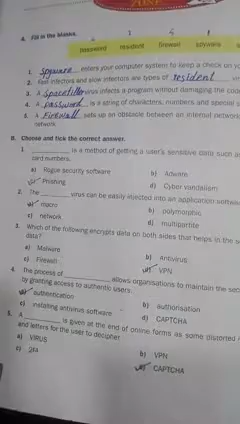 ZONE
A. Fill in the blanks.
3 5 1
password resident firewall spyware
1. Spyware enters your computer system to keep a check on yo
2. Fast infectors and slow infectors are types of resident vir
3. A Spacefiller virus infects a program without damaging the cod
4. A password is a string of characters, numbers and special s
5. A Firewall sets up an obstacle between an internal network
network.
B. Choose and tick the correct answer.
1. is a method of getting a user's sensitive data such a
card numbers.
a) Rogue security software b) Adware
c) Phishing d) Cyber vandalism
2. The virus can be easily injected into an application softwa
a) macro b) polymorphic
c) network d) multipartite
3. Which of the following encrypts data on both sides that helps in the s
data?
a) Malware b) Antivirus
c) Firewall d) VPN
4. The process of allows organisations to maintain the sec
by granting access to authentic users.
a) authentication b) authorisation
c) installing antivirus software d) CAPTCHA
5. A is given at the end of online forms as some distorted
and letters for the user to decipher.
a) VIRUS b) VPN
c) 2FA d) CAPTCHA